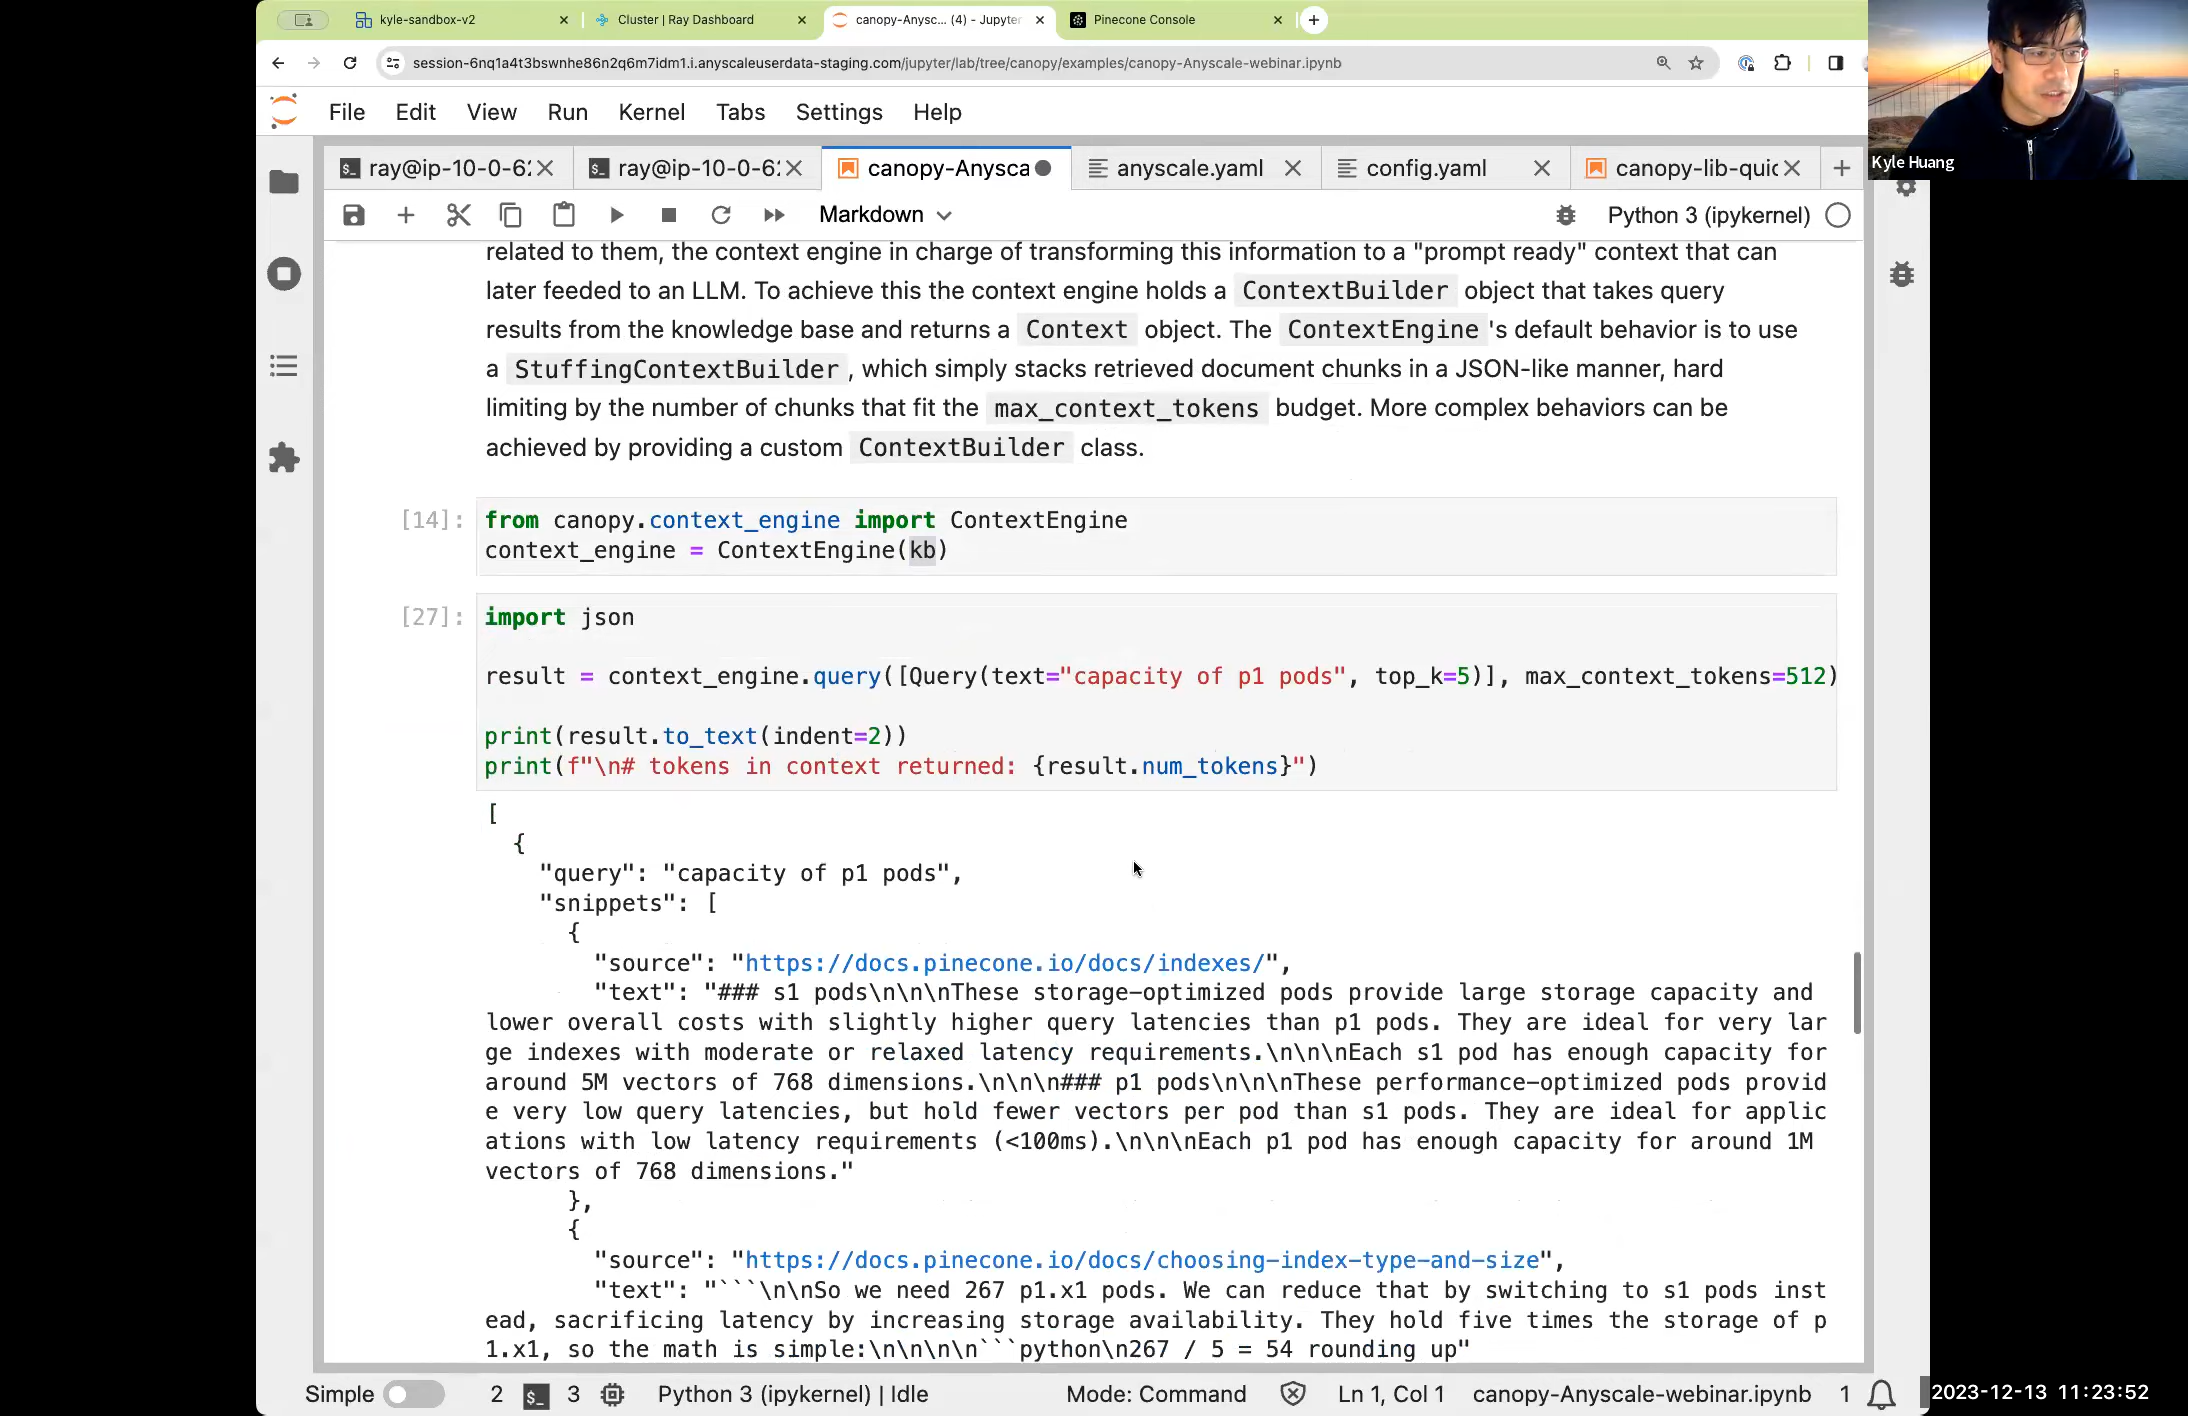 kyle-sandbox-v2
Cluster | Ray Dashboard
canopy-Anysc... (4) - Jupyter
Pinecone Console
session-6nq1a4t3bswnhe86n2q6m7idm1.i.anyscaleuserdata-staging.com/jupyter/lab/tree/canopy/examples/canopy-Anyscale-webinar.ipynb
Kyle Huang
File Edit View Run Kernel Tabs Settings Help
ray@ip-10-0-6 ray@ip-10-0-6 canopy-Anysca anyscale.yaml config.yaml canopy-lib-quic
Markdown Python 3 (ipykernel)
related to them, the context engine in charge of transforming this information to a "prompt ready" context that can
later feeded to an LLM. To achieve this the context engine holds a ContextBuilder object that takes query
results from the knowledge base and returns a Context object. The ContextEngine 's default behavior is to use
a StuffingContextBuilder , which simply stacks retrieved document chunks in a JSON-like manner, hard
limiting by the number of chunks that fit the max_context_tokens budget. More complex behaviors can be
achieved by providing a custom ContextBuilder class.
[14]: from canopy.context_engine import ContextEngine
context_engine = ContextEngine(kb)
[27]: import json
result = context_engine.query([Query(text="capacity of p1 pods", top_k=5)], max_context_tokens=512)
print(result.to_text(indent=2))
print(f"\n# tokens in context returned: {result.num_tokens}")
[
{
"query": "capacity of p1 pods",
"snippets": [
{
"source": "https://docs.pinecone.io/docs/indexes/",
"text": "### s1 pods\n\n\nThese storage-optimized pods provide large storage capacity and
lower overall costs with slightly higher query latencies than p1 pods. They are ideal for very lar
ge indexes with moderate or relaxed latency requirements.\n\n\nEach s1 pod has enough capacity for
around 5M vectors of 768 dimensions.\n\n\n### p1 pods\n\n\nThese performance-optimized pods provid
e very low query latencies, but hold fewer vectors per pod than s1 pods. They are ideal for applic
ations with low latency requirements (<100ms).\n\n\nEach p1 pod has enough capacity for around 1M
vectors of 768 dimensions."
},
{
"source": "https://docs.pinecone.io/docs/choosing-index-type-and-size",
"text": "```\n\nSo we need 267 p1.x1 pods. We can reduce that by switching to s1 pods inst
ead, sacrificing latency by increasing storage availability. They hold five times the storage of p
1.x1, so the math is simple:\n\n\n\n```python\n267 / 5 = 54 rounding up"
Simple 2 $_ 3 Python 3 (ipykernel) | Idle Mode: Command Ln 1, Col 1 canopy-Anyscale-webinar.ipynb 1
2023-12-13 11:23:52